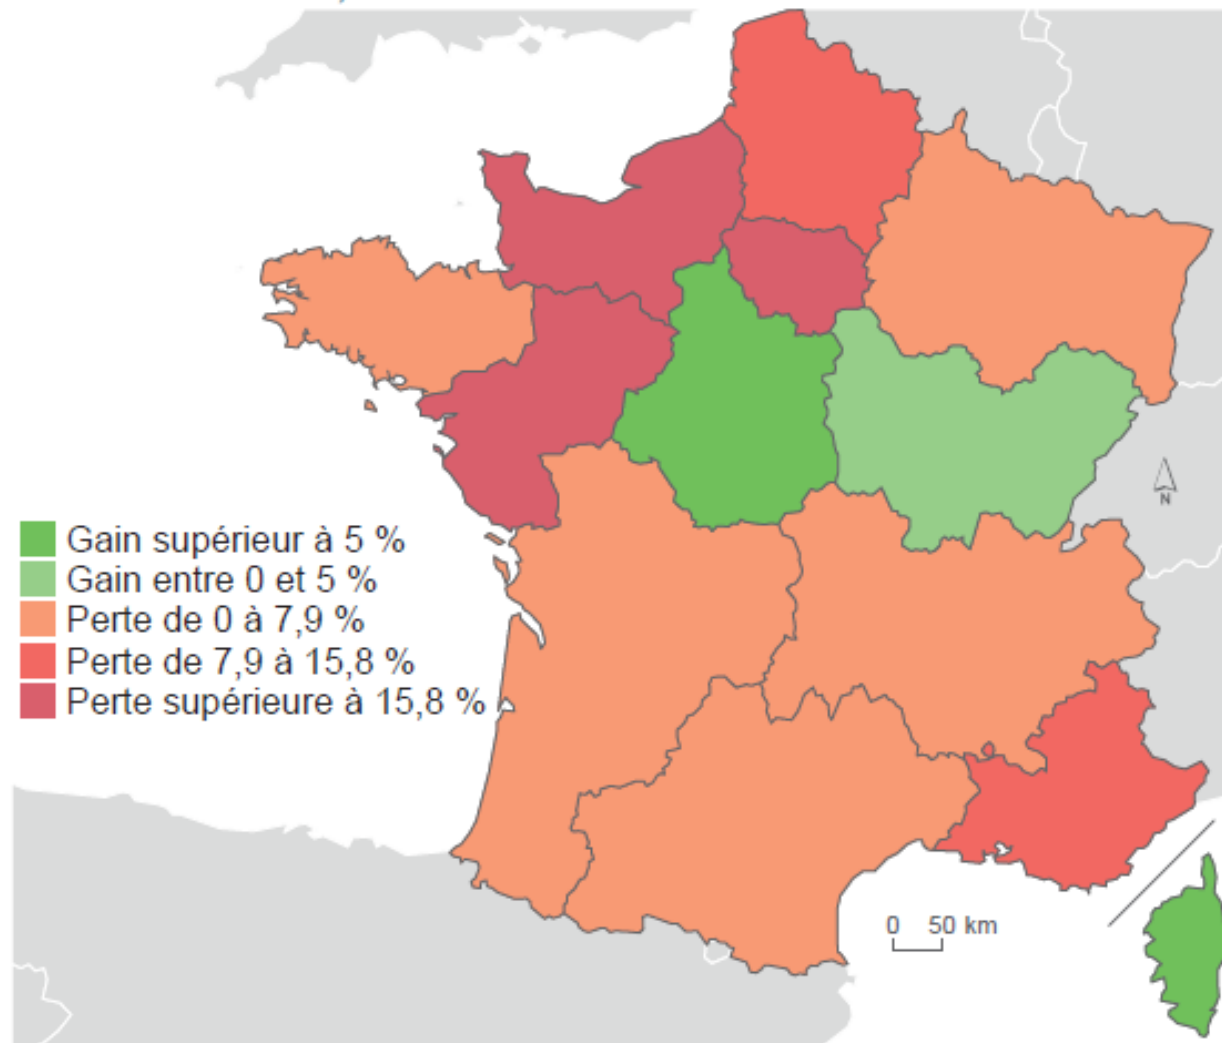 N
Gain supérieur à 5 %
Gain entre 0 et 5 %
Perte de 0 à 7,9 %
Perte de 7,9 à 15,8 %
Perte supérieure à 15,8 %
0 50 km